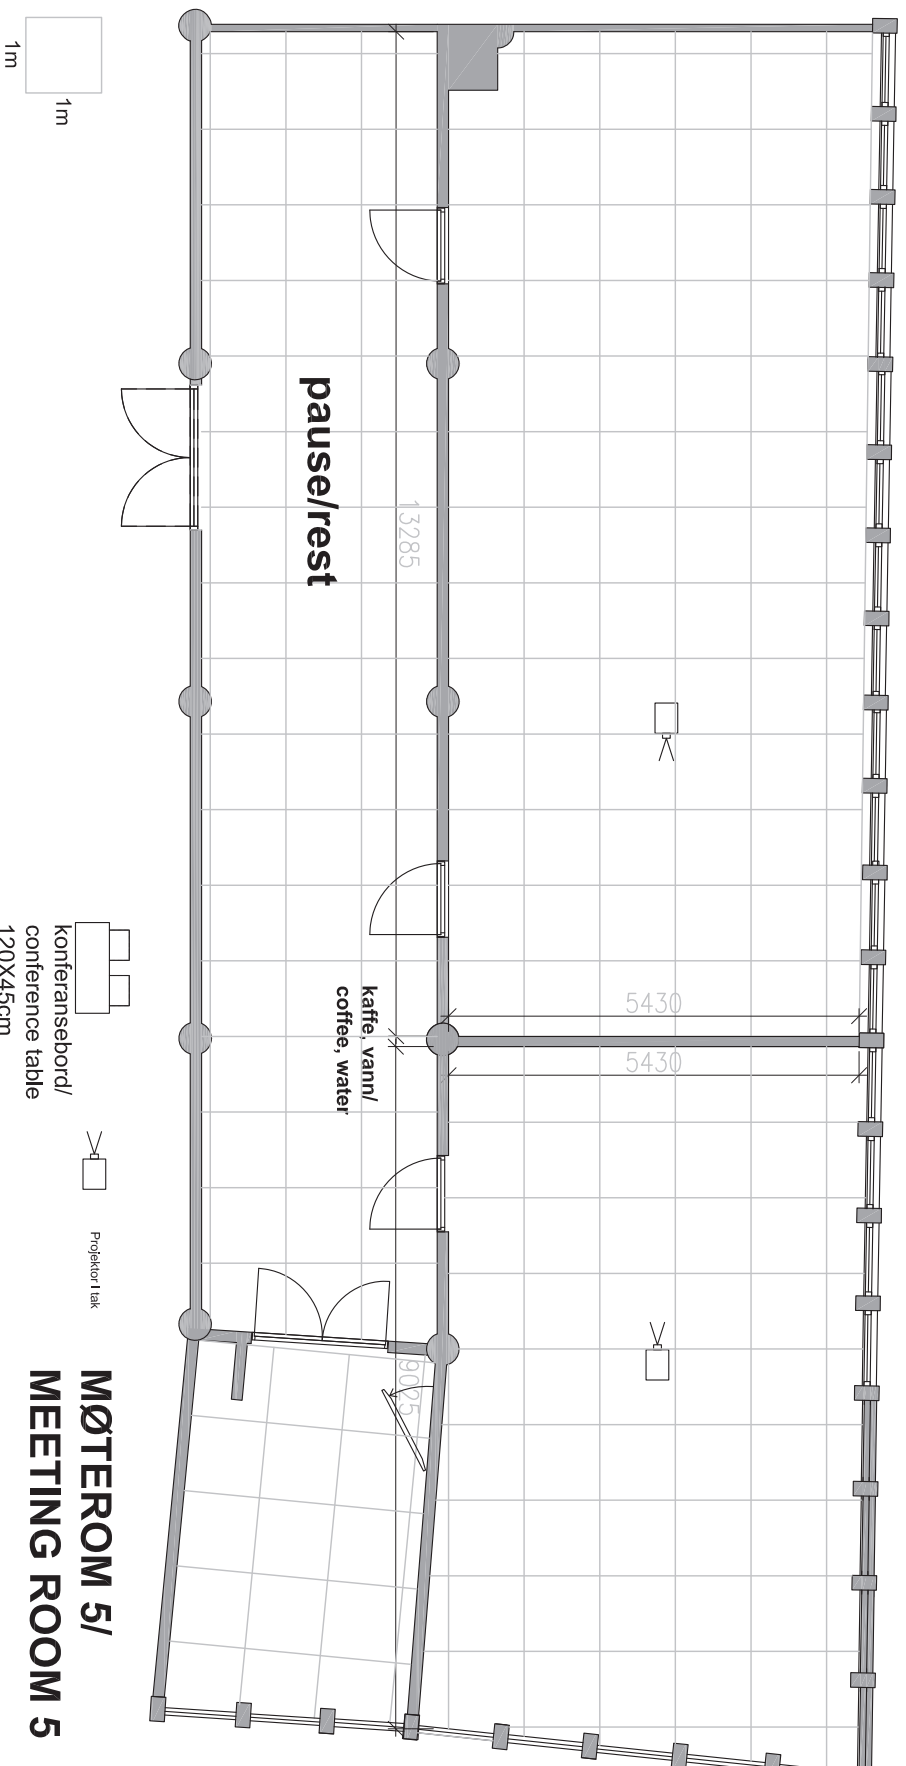 1m
1m
pause/rest
13285
5430
5430
kaffe, vann/
coffee, water
konferansebord/
conference table
120X45cm
Projektor I tak
9025
MØTEROM 5/
MEETING ROOM 5